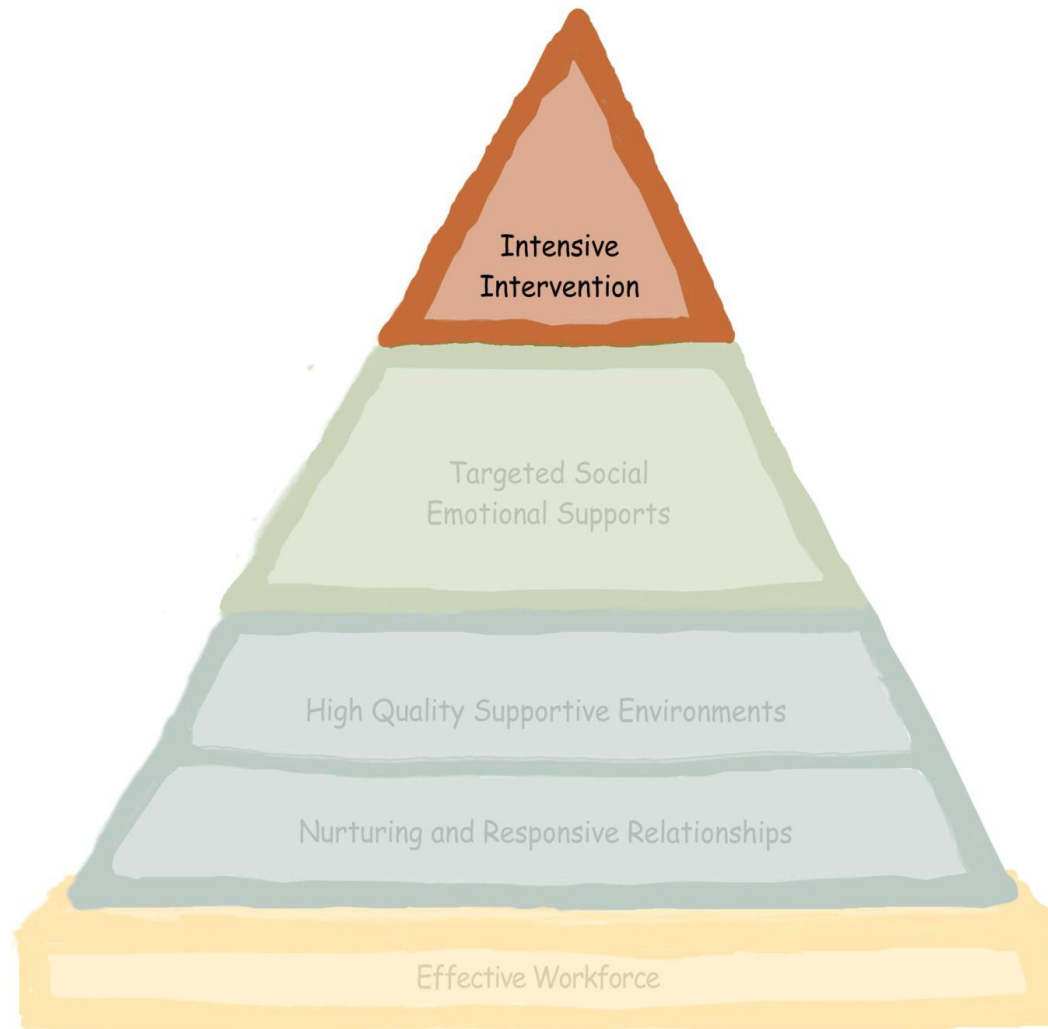 Intensive
Intervention
Targeted Social
Emotional Supports
High Quality Supportive Environments
Nurturing and Responsive Relationships
Effective Workforce